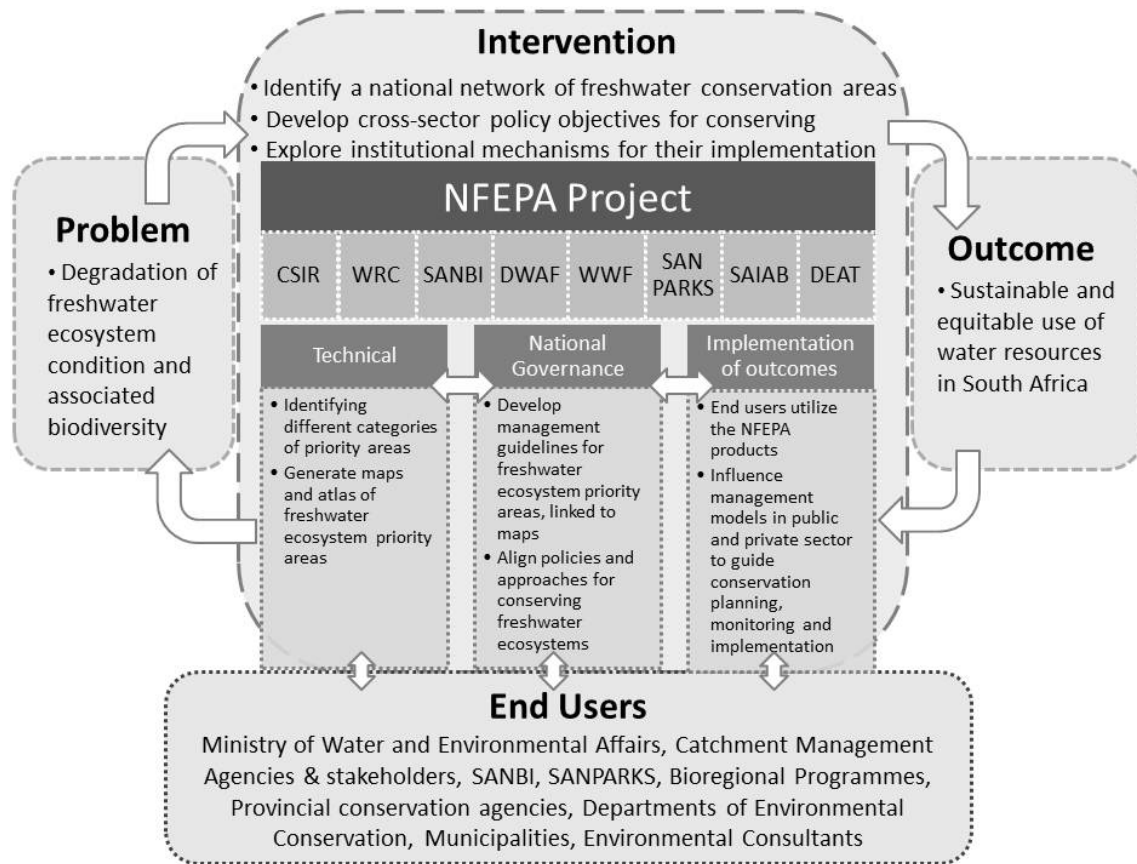 Intervention
• Identify a national network of freshwater conservation areas
• Develop cross-sector policy objectives for conserving
• Explore institutional mechanisms for their implementation
Problem
• Degradation of
freshwater
ecosystem
condition and
associated
biodiversity
NFEPA Project
CSIR
WRC
SANBI
DWAF
WWF
SAN
PARKS
SAIAB
DEAT
Technical
• Identifying
different categories
of priority areas
• Generate maps
and atlas of
freshwater
ecosystem priority
areas
National
Governance
• Develop
management
guidelines for
freshwater
ecosystem priority
areas, linked to
maps
• Align policies and
approaches for
conserving
freshwater
ecosystems
Implementation
of outcomes
• End users utilize
the NFEPA
products
• Influence
management
models in public
and private sector
to guide
conservation
planning,
monitoring and
implementation
Outcome
• Sustainable and
equitable use of
water resources
in South Africa
End Users
Ministry of Water and Environmental Affairs, Catchment Management
Agencies & stakeholders, SANBI, SANPARKS, Bioregional Programmes,
Provincial conservation agencies, Departments of Environmental
Conservation, Municipalities, Environmental Consultants